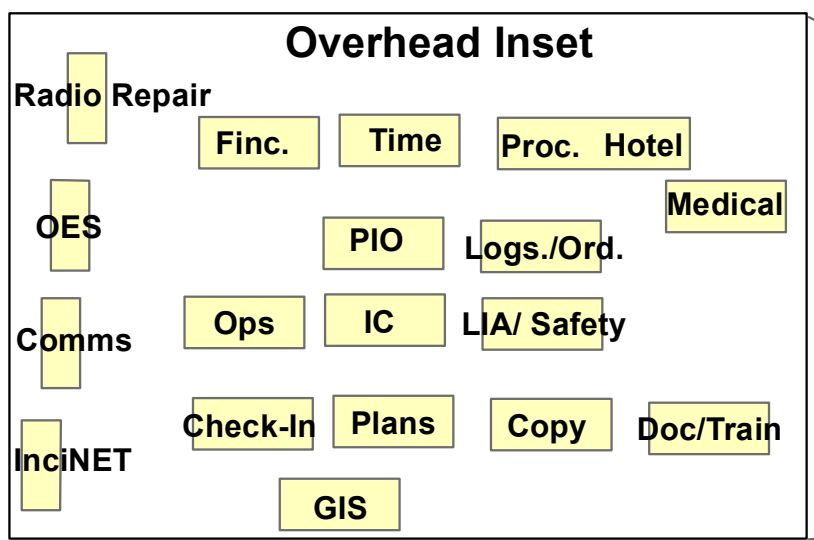 Overhead Inset
Radio Repair
Finc.
Time
Proc. Hotel
Medical
OES
PIO
Logs./Ord.
Comms
Ops
IC
LIA/ Safety
InciNET
Check-In
Plans
Copy
Doc/Train
GIS